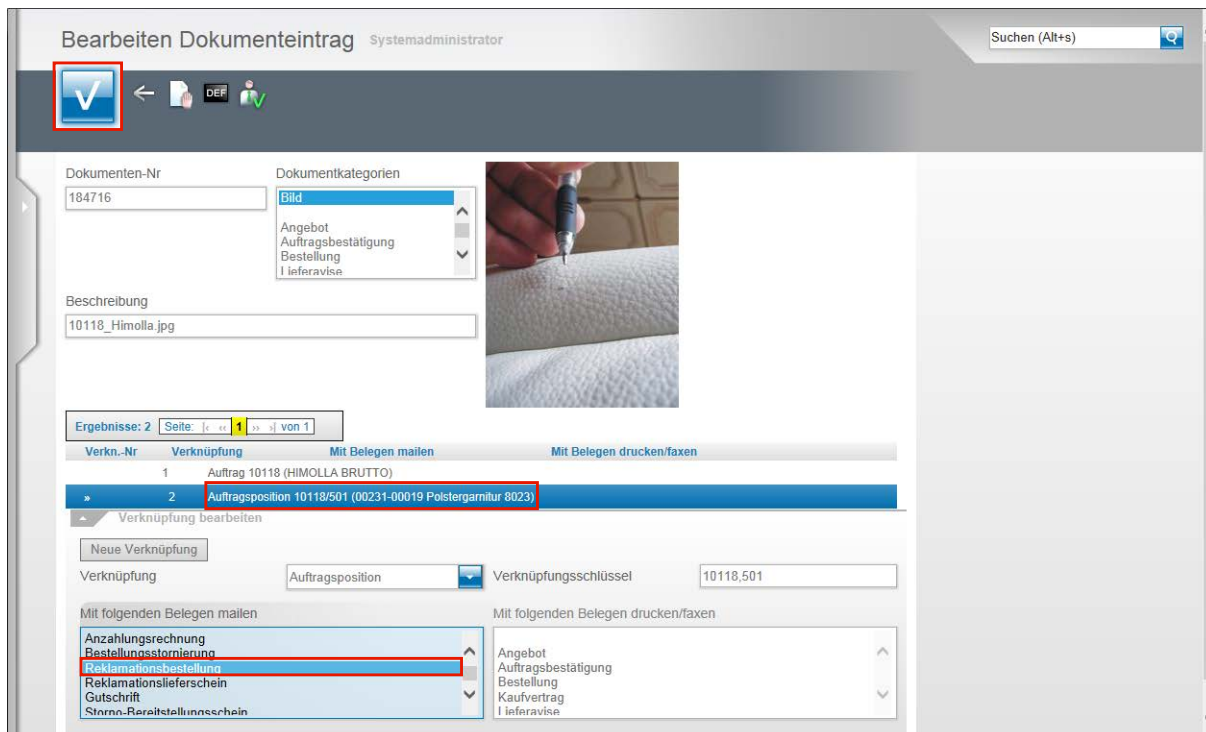 Bearbeiten Dokumenteintrag Systemadministrator
Suchen (Alt+s)
DEF
Dokumenten-Nr
184716
Dokumentkategorien
Bild
Angebot
Auftragsbestätigung
Bestellung
Lieferavise
Beschreibung
10118_Himolla.jpg
Ergebnisse: 2 Seite: |‹ ‹‹ 1 ›› ›| von 1
Verkn.-Nr Verknüpfung Mit Belegen mailen Mit Belegen drucken/faxen
1 Auftrag 10118 (HIMOLLA BRUTTO)
» 2 Auftragsposition 10118/501 (00231-00019 Polstergarnitur 8023)
Verknüpfung bearbeiten
Neue Verknüpfung
Verknüpfung Auftragsposition Verknüpfungsschlüssel 10118,501
Mit folgenden Belegen mailen
Anzahlungsrechnung
Bestellungsstornierung
Reklamationsbestellung
Reklamationslieferschein
Gutschrift
Storno-Bereitstellungsschein
Mit folgenden Belegen drucken/faxen
Angebot
Auftragsbestätigung
Bestellung
Kaufvertrag
Lieferavise